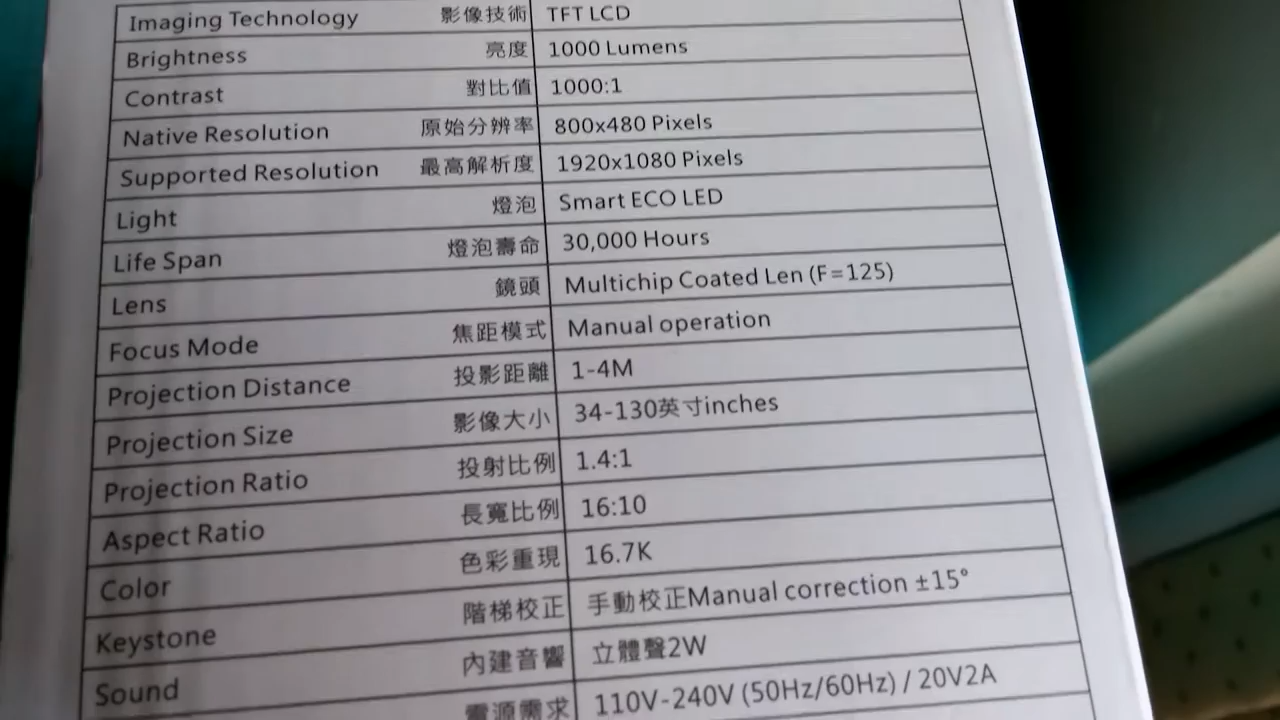 Imaging Technology 影像技術 TFT LCD
Brightness 亮度 1000 Lumens
Contrast 對比值 1000:1
Native Resolution 原始分辨率 800x480 Pixels
Supported Resolution 最高解析度 1920x1080 Pixels
Light 燈泡 Smart ECO LED
Life Span 燈泡壽命 30,000 Hours
Lens 鏡頭 Multichip Coated Len (F=125)
Focus Mode 焦距模式 Manual operation
Projection Distance 投影距離 1-4M
Projection Size 影像大小 34-130英寸inches
Projection Ratio 投射比例 1.4:1
Aspect Ratio 長寬比例 16:10
Color 色彩重現 16.7K
Keystone 階梯校正 手動校正Manual correction ±15°
Sound 內建音響 立體聲2W
電源需求 110V-240V (50Hz/60Hz) / 20V2A